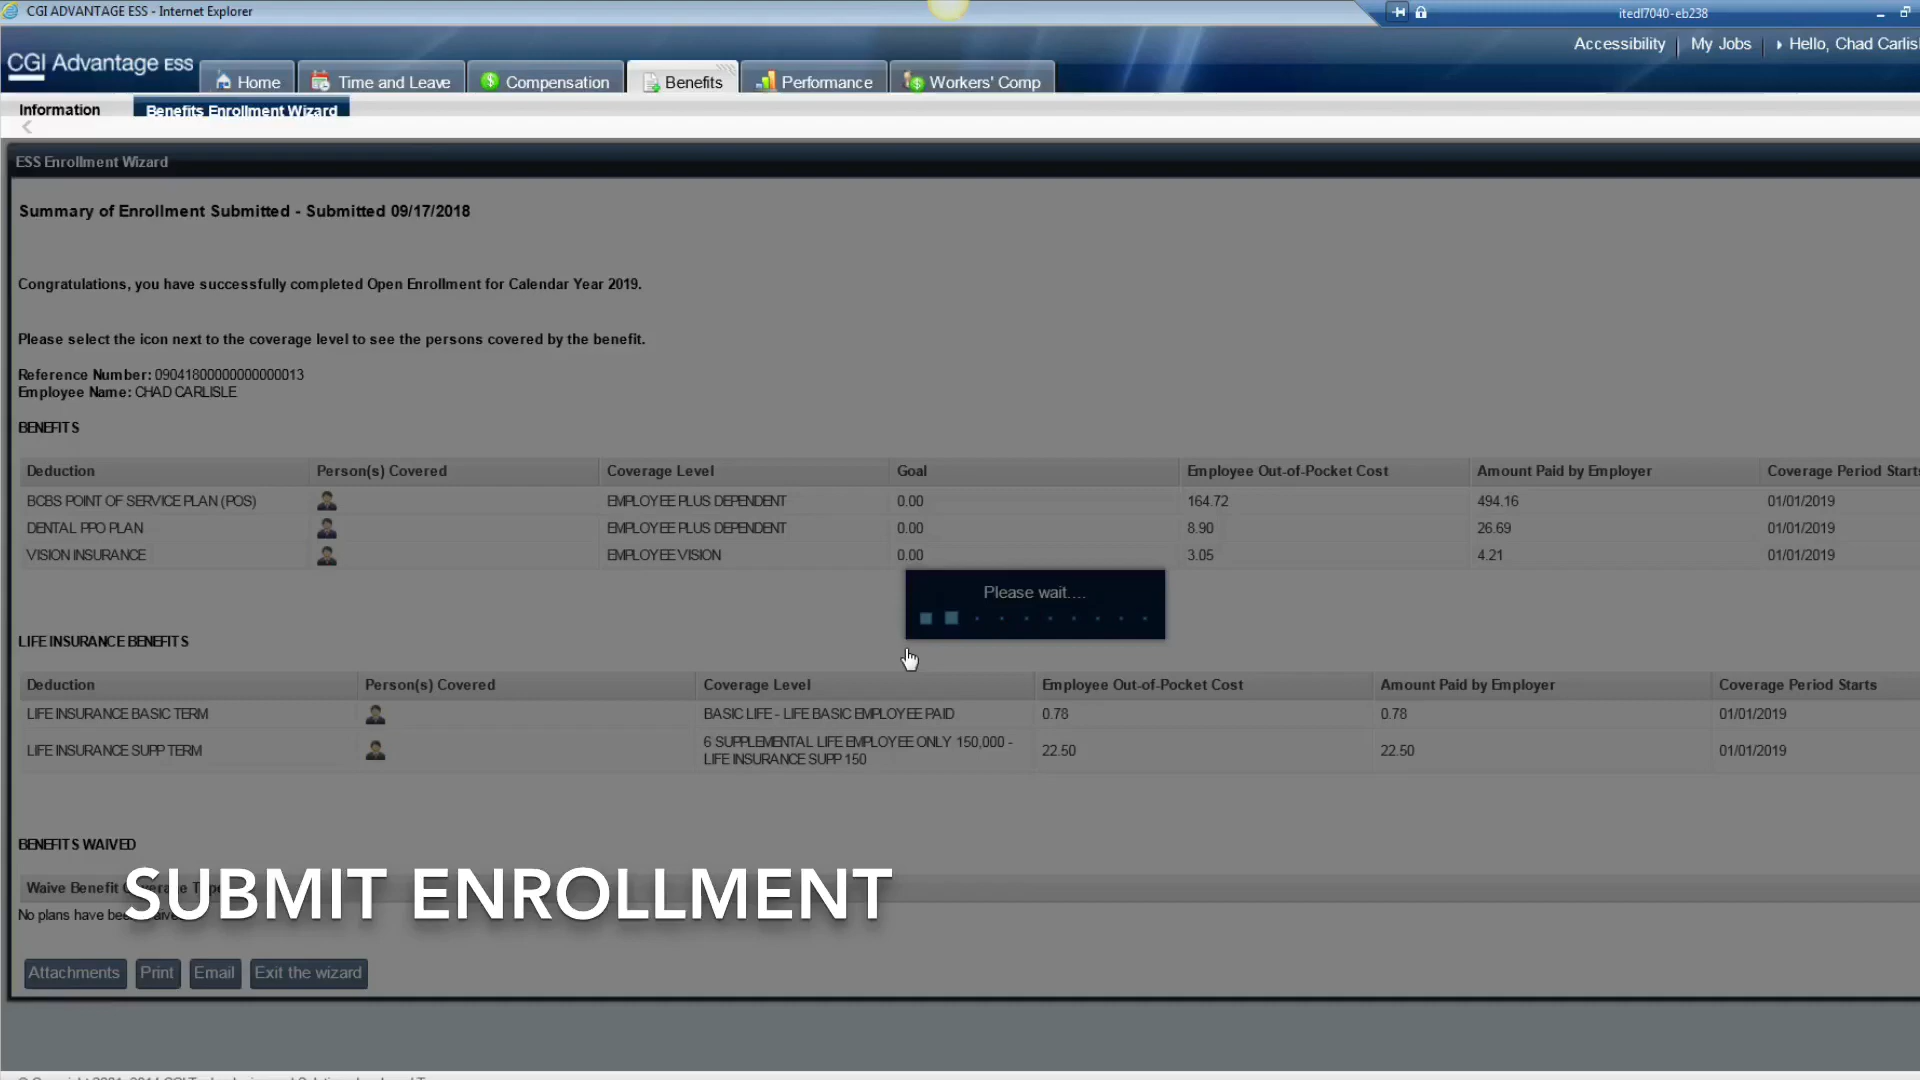 CGI ADVANTAGE ESS - Internet Explorer
itedl7040-eb238
Accessibility My Jobs Hello, Chad Carlisl
CGI Advantage ESS Home Time and Leave Compensation Benefits Performance Workers' Comp
Information Benefits Enrollment Wizard
ESS Enrollment Wizard
Summary of Enrollment Submitted - Submitted 09/17/2018
Congratulations, you have successfully completed Open Enrollment for Calendar Year 2019.
Please select the icon next to the coverage level to see the persons covered by the benefit.
Reference Number: 09041800000000000013
Employee Name: CHAD CARLISLE
BENEFITS
Deduction Person(s) Covered Coverage Level Goal Employee Out-of-Pocket Cost Amount Paid by Employer Coverage Period Starts
BCBS POINT OF SERVICE PLAN (POS) EMPLOYEE PLUS DEPENDENT 0.00 164.72 494.16 01/01/2019
DENTAL PPO PLAN EMPLOYEE PLUS DEPENDENT 0.00 8.90 26.69 01/01/2019
VISION INSURANCE EMPLOYEE VISION 0.00 3.05 4.21 01/01/2019
Please wait....
LIFE INSURANCE BENEFITS
Deduction Person(s) Covered Coverage Level Employee Out-of-Pocket Cost Amount Paid by Employer Coverage Period Starts
LIFE INSURANCE BASIC TERM BASIC LIFE - LIFE BASIC EMPLOYEE PAID 0.78 0.78 01/01/2019
LIFE INSURANCE SUPP TERM 6 SUPPLEMENTAL LIFE EMPLOYEE ONLY 150,000 - 22.50 22.50 01/01/2019
LIFE INSURANCE SUPP 150
BENEFITS WAIVED
Waive Benefit
SUBMIT ENROLLMENT
No plans have
Attachments Print Email Exit the wizard